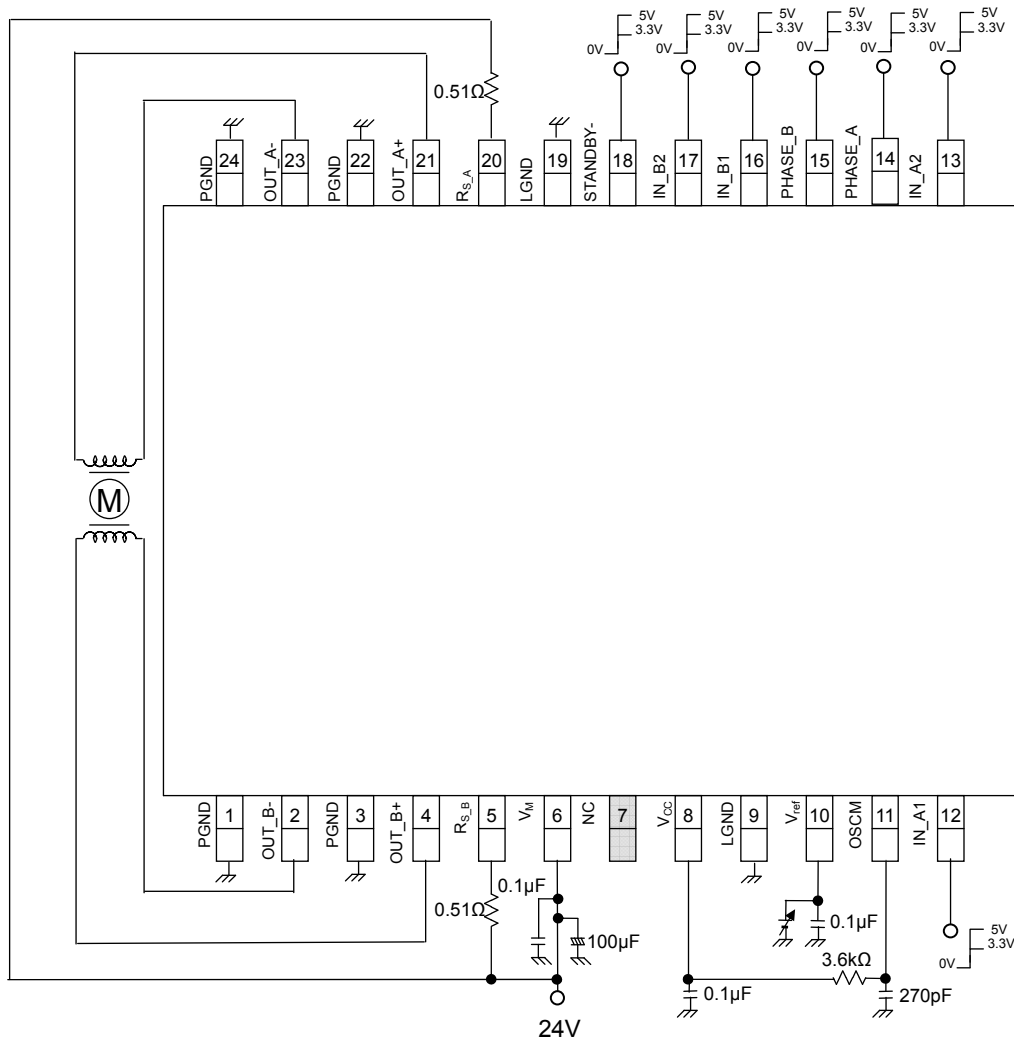 5V 5V 5V 5V 5V 5V
3.3V 3.3V 3.3V 3.3V 3.3V 3.3V
0V 0V 0V 0V 0V 0V
0.51Ω
24 23 22 21 20 19 18 17 16 15 14 13
PGND
OUT_A-
PGND
OUT_A+
RS_A
LGND
STANDBY-
IN_B2
IN_B1
PHASE_B
PHASE_A
IN_A2
M
PGND
OUT_B-
PGND
OUT_B+
RS_B
VM
NC
VCC
LGND
Vref
OSCM
IN_A1
1 2 3 4 5 6 7 8 9 10 11 12
0.1µF
0.51Ω
100µF
0.1µF
5V
3.3V
0V
3.6kΩ
0.1µF
270pF
24V